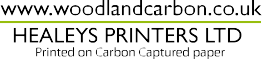 www.woodlandcarbon.co.uk
HEALEYS PRINTERS LTD
Printed on Carbon Captured paper